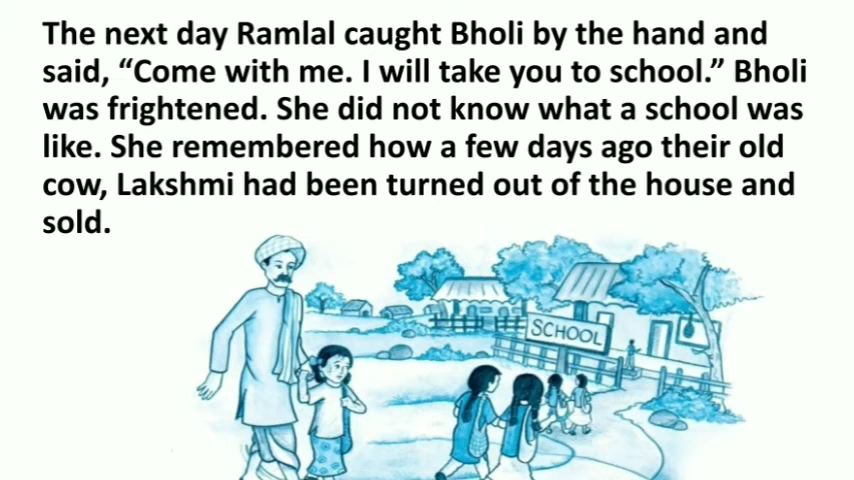 The next day Ramlal caught Bholi by the hand and
said, “Come with me. I will take you to school.” Bholi
was frightened. She did not know what a school was
like. She remembered how a few days ago their old
cow, Lakshmi had been turned out of the house and
sold.
SCHOOL